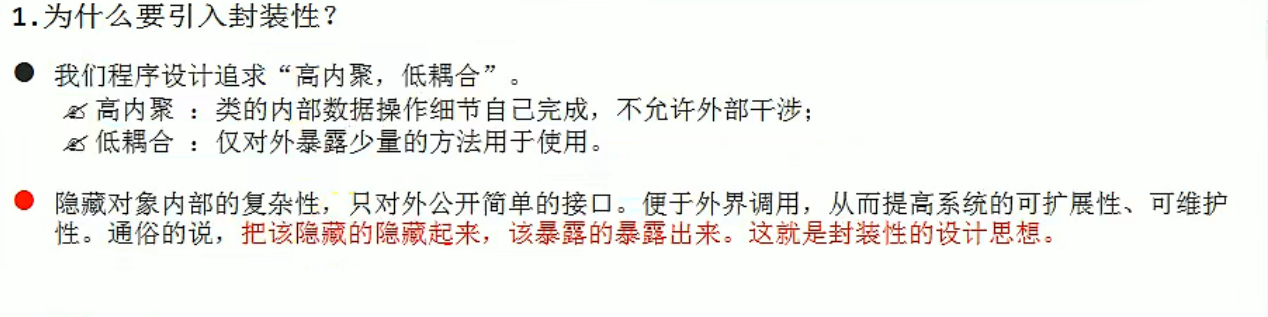 1.为什么要引入封装性?
● 我们程序设计追求“高内聚，低耦合”。
✍ 高内聚 ：类的内部数据操作细节自己完成，不允许外部干涉；
✍ 低耦合 ：仅对外暴露少量的方法用于使用。
● 隐藏对象内部的复杂性，只对外公开简单的接口。便于外界调用，从而提高系统的可扩展性、可维护
性。通俗的说，把该隐藏的隐藏起来，该暴露的暴露出来。这就是封装性的设计思想。